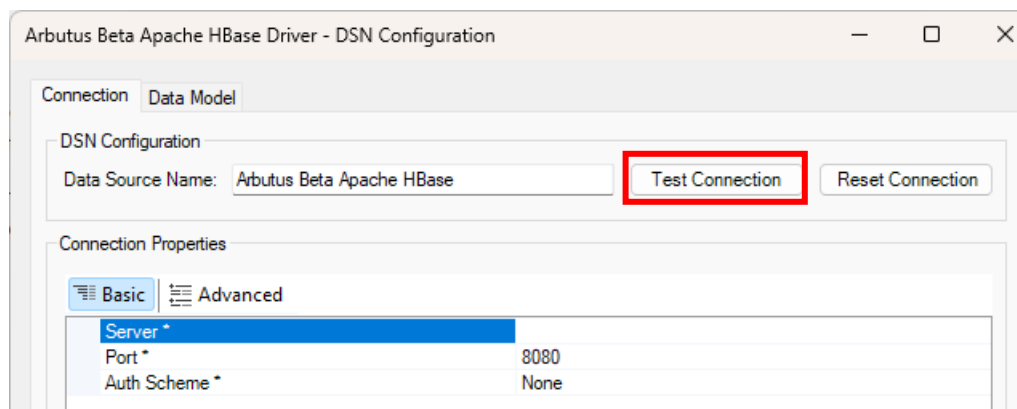 Arbutus Beta Apache HBase Driver - DSN Configuration
Connection Data Model
DSN Configuration
Data Source Name: Arbutus Beta Apache HBase Test Connection Reset Connection
Connection Properties
Basic Advanced
Server *
Port * 8080
Auth Scheme * None